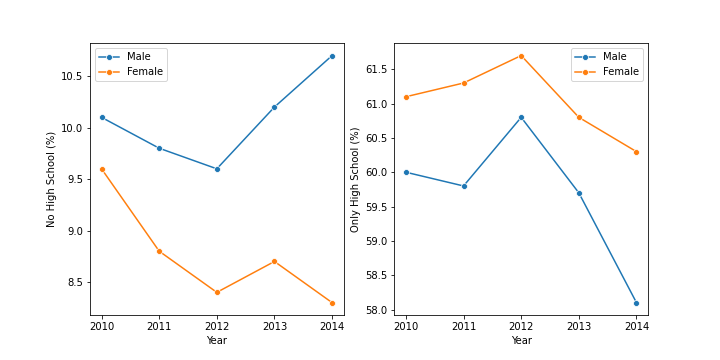 No High School (%)
10.5
10.0
9.5
9.0
8.5
Male
Female
2010 2011 2012 2013 2014
Year
Only High School (%)
61.5
61.0
60.5
60.0
59.5
59.0
58.5
58.0
Male
Female
2010 2011 2012 2013 2014
Year